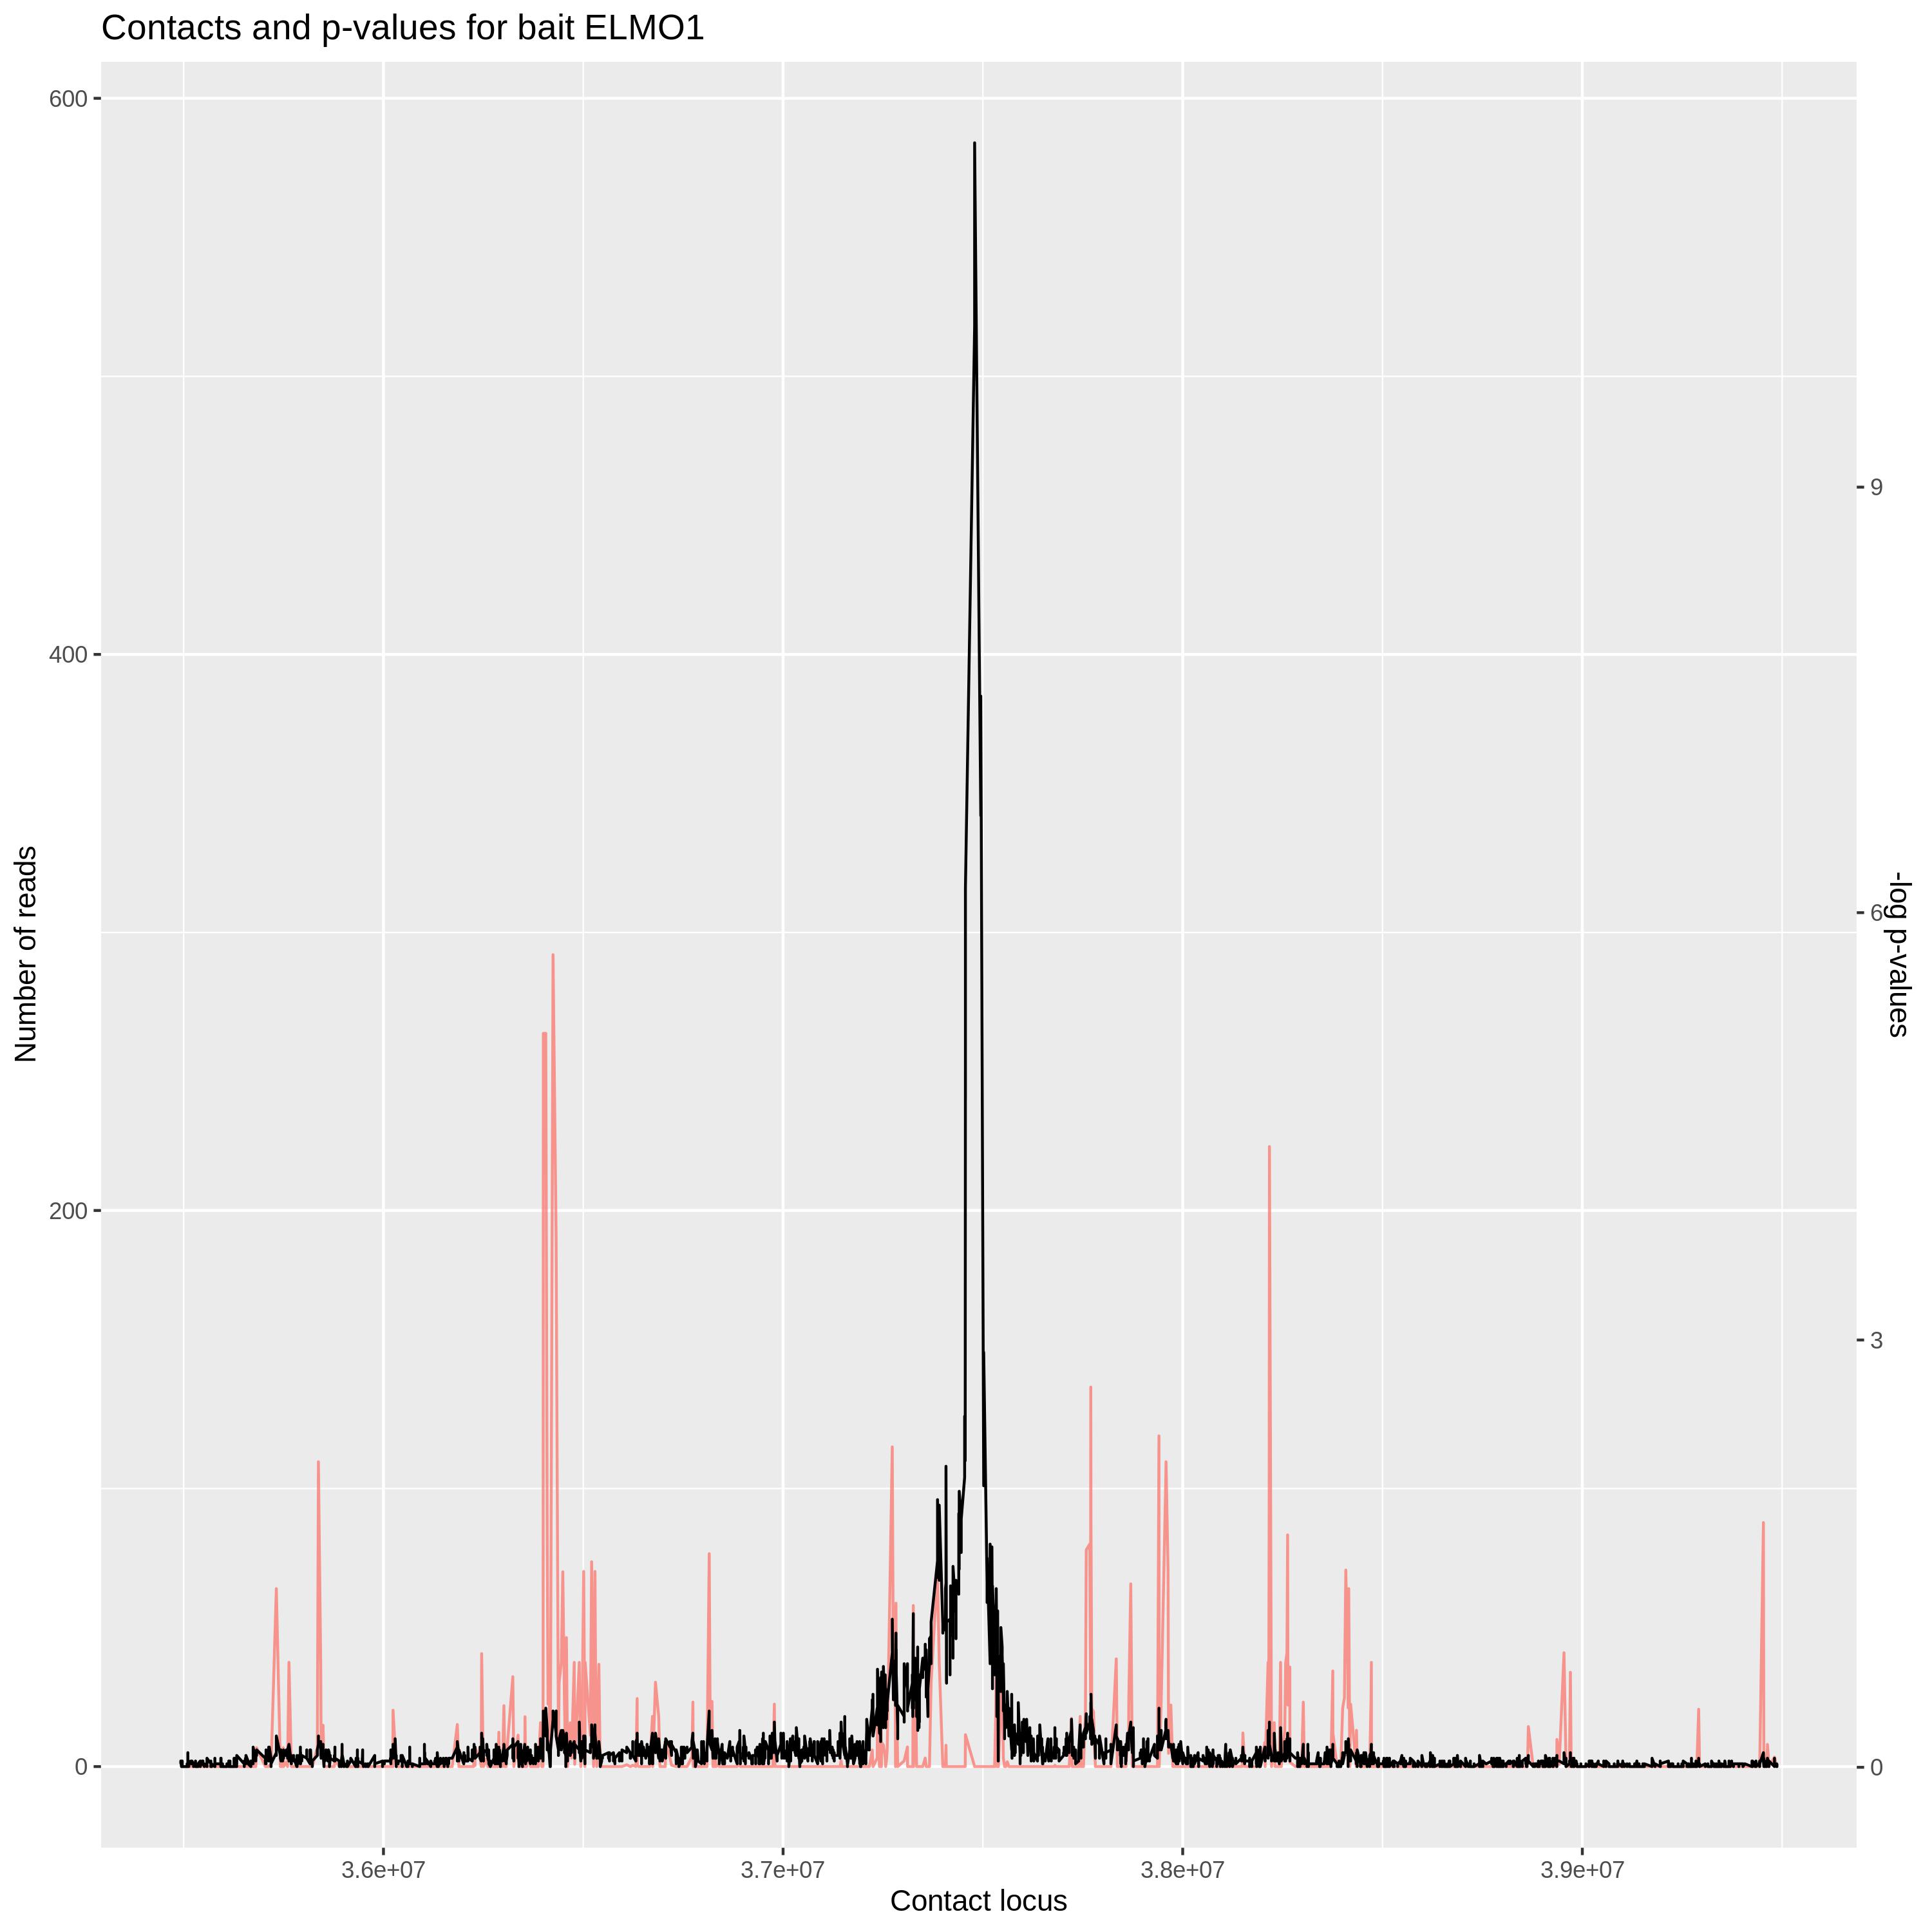 Contacts and p-values for bait ELMO1
600
400
200
0
Number of reads
9
6
3
0
-log p-values
3.6e+07
3.7e+07
3.8e+07
3.9e+07
Contact locus